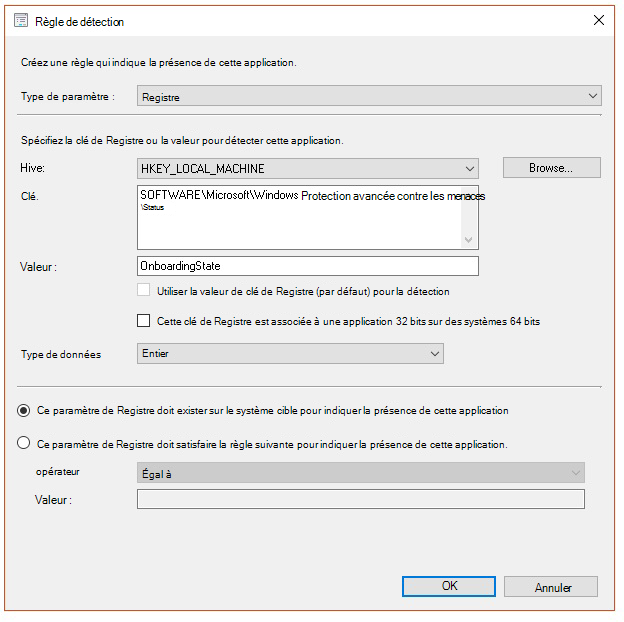 Règle de détection
Créez une règle qui indique la présence de cette application.
Type de paramètre :
Registre
Spécifiez la clé de Registre ou la valeur pour détecter cette application.
Hive:
HKEY_LOCAL_MACHINE
Browse...
Clé.
SOFTWARE\Microsoft\Windows Protection avancée contre les menaces
\Status
Valeur :
OnboardingState
Utiliser la valeur de clé de Registre (par défaut) pour la détection
Cette clé de Registre est associée à une application 32 bits sur des systèmes 64 bits
Type de données
Entier
Ce paramètre de Registre doit exister sur le système cible pour indiquer la présence de cette application
Ce paramètre de Registre doit satisfaire la règle suivante pour indiquer la présence de cette application.
opérateur
Égal à
Valeur :
OK
Annuler